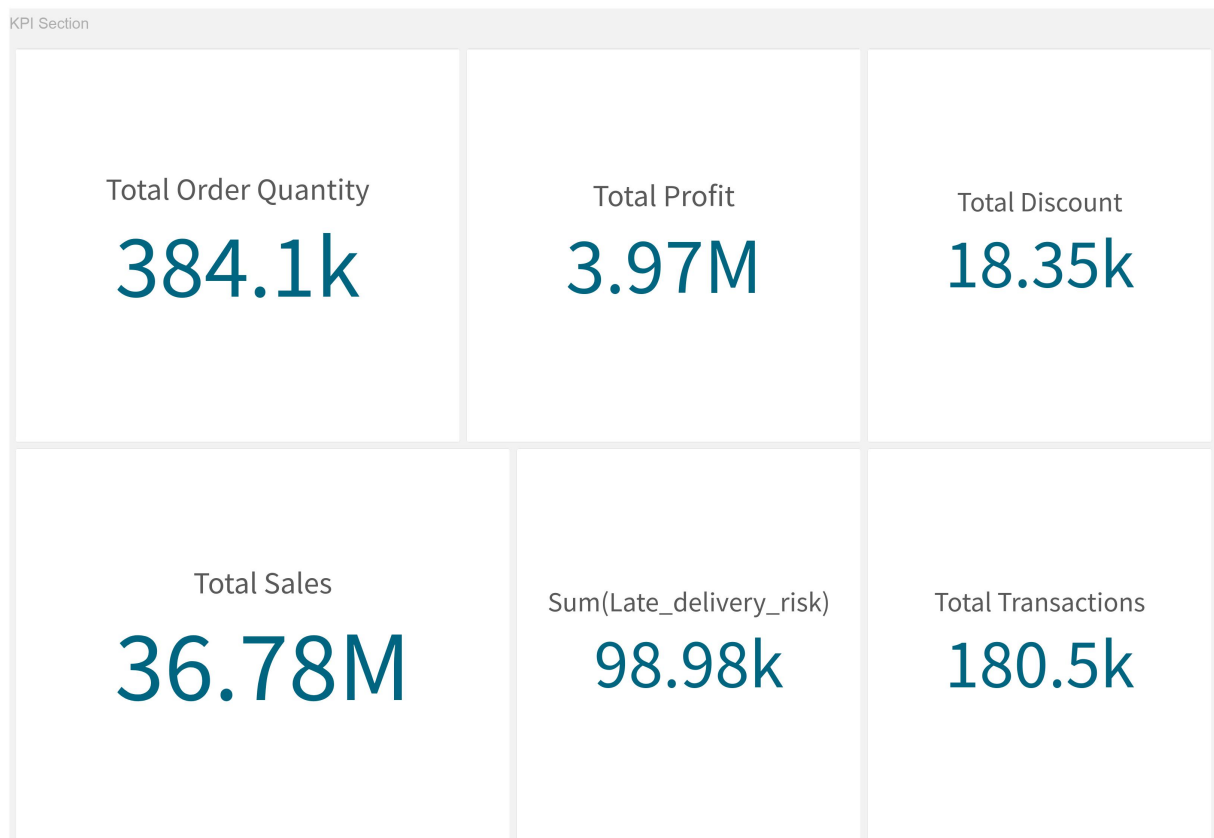 KPI Section
Total Order Quantity
384.1k
Total Profit
3.97M
Total Discount
18.35k
Total Sales
36.78M
Sum(Late_delivery_risk)
98.98k
Total Transactions
180.5k